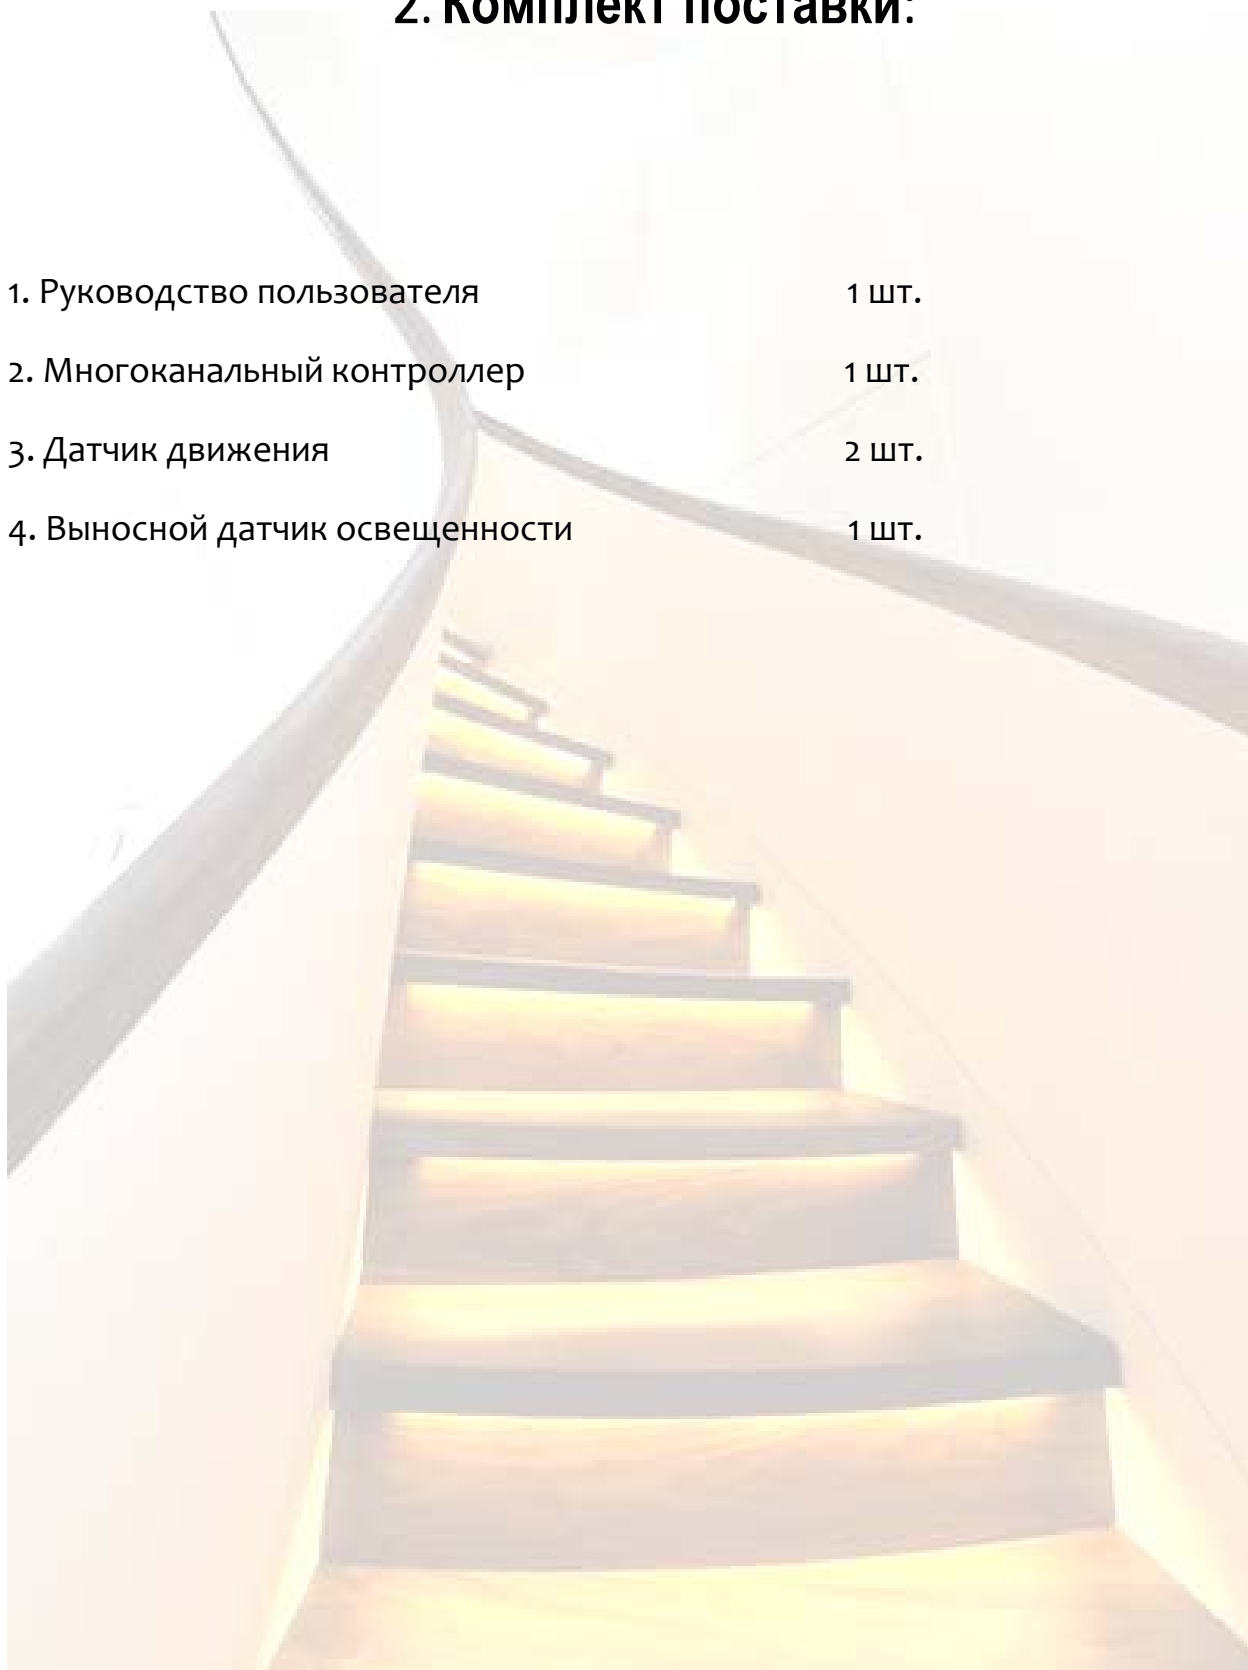 2. Комплект поставки:
1. Руководство пользователя 1 шт.
2. Многоканальный контроллер 1 шт.
3. Датчик движения 2 шт.
4. Выносной датчик освещенности 1 шт.